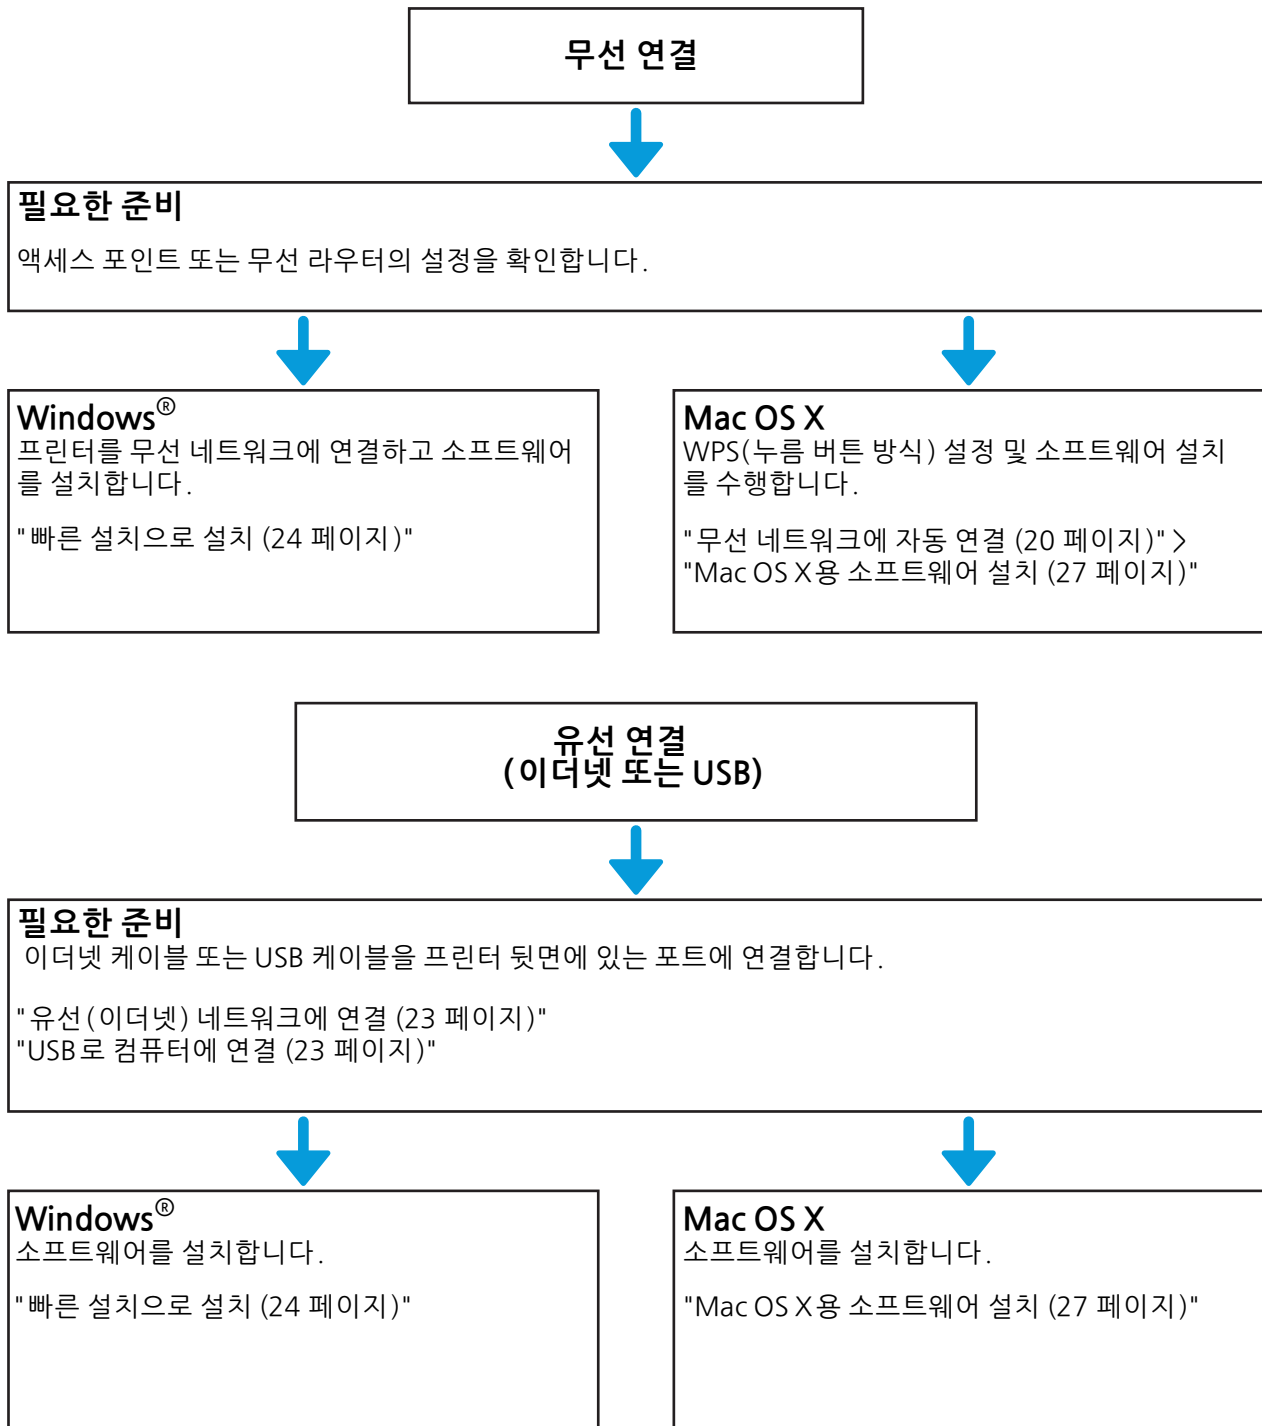 무선 연결
필요한 준비
액세스 포인트 또는 무선 라우터의 설정을 확인합니다.
Windows®
프린터를 무선 네트워크에 연결하고 소프트웨어
를 설치합니다.
"빠른 설치으로 설치 (24 페이지)"
Mac OS X
WPS(누름 버튼 방식) 설정 및 소프트웨어 설치
를 수행합니다.
"무선 네트워크에 자동 연결 (20 페이지)" >
"Mac OS X용 소프트웨어 설치 (27 페이지)"
유선 연결
(이더넷 또는 USB)
필요한 준비
이더넷 케이블 또는 USB 케이블을 프린터 뒷면에 있는 포트에 연결합니다.
"유선(이더넷) 네트워크에 연결 (23 페이지)"
"USB로 컴퓨터에 연결 (23 페이지)"
Windows®
소프트웨어를 설치합니다.
"빠른 설치으로 설치 (24 페이지)"
Mac OS X
소프트웨어를 설치합니다.
"Mac OS X용 소프트웨어 설치 (27 페이지)"